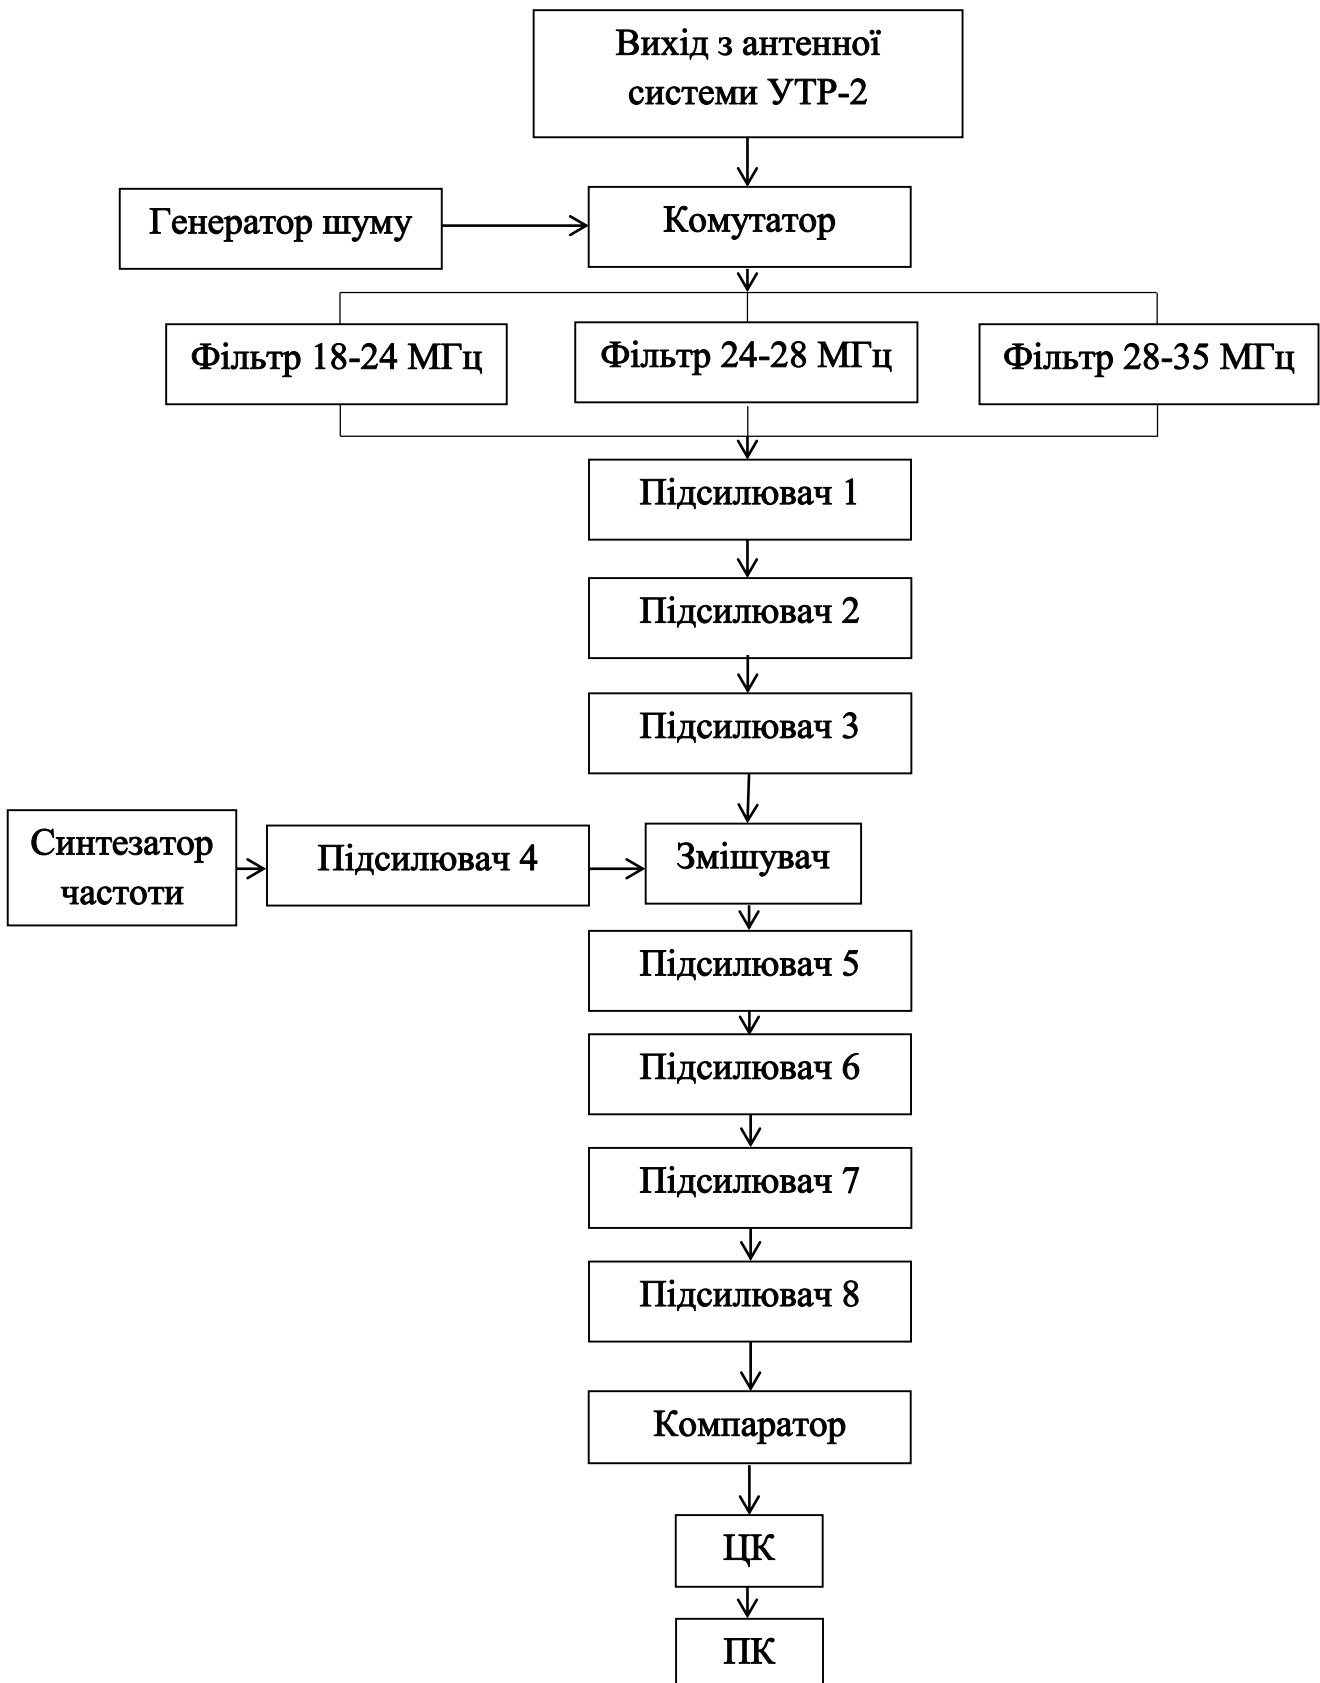 Вихід з антенної
системи УТР-2
Генератор шуму
Комутатор
Фільтр 18-24 МГц
Фільтр 24-28 МГц
Фільтр 28-35 МГц
Підсилювач 1
Підсилювач 2
Підсилювач 3
Синтезатор
частоти
Підсилювач 4
Змішувач
Підсилювач 5
Підсилювач 6
Підсилювач 7
Підсилювач 8
Компаратор
ЦК
ПК